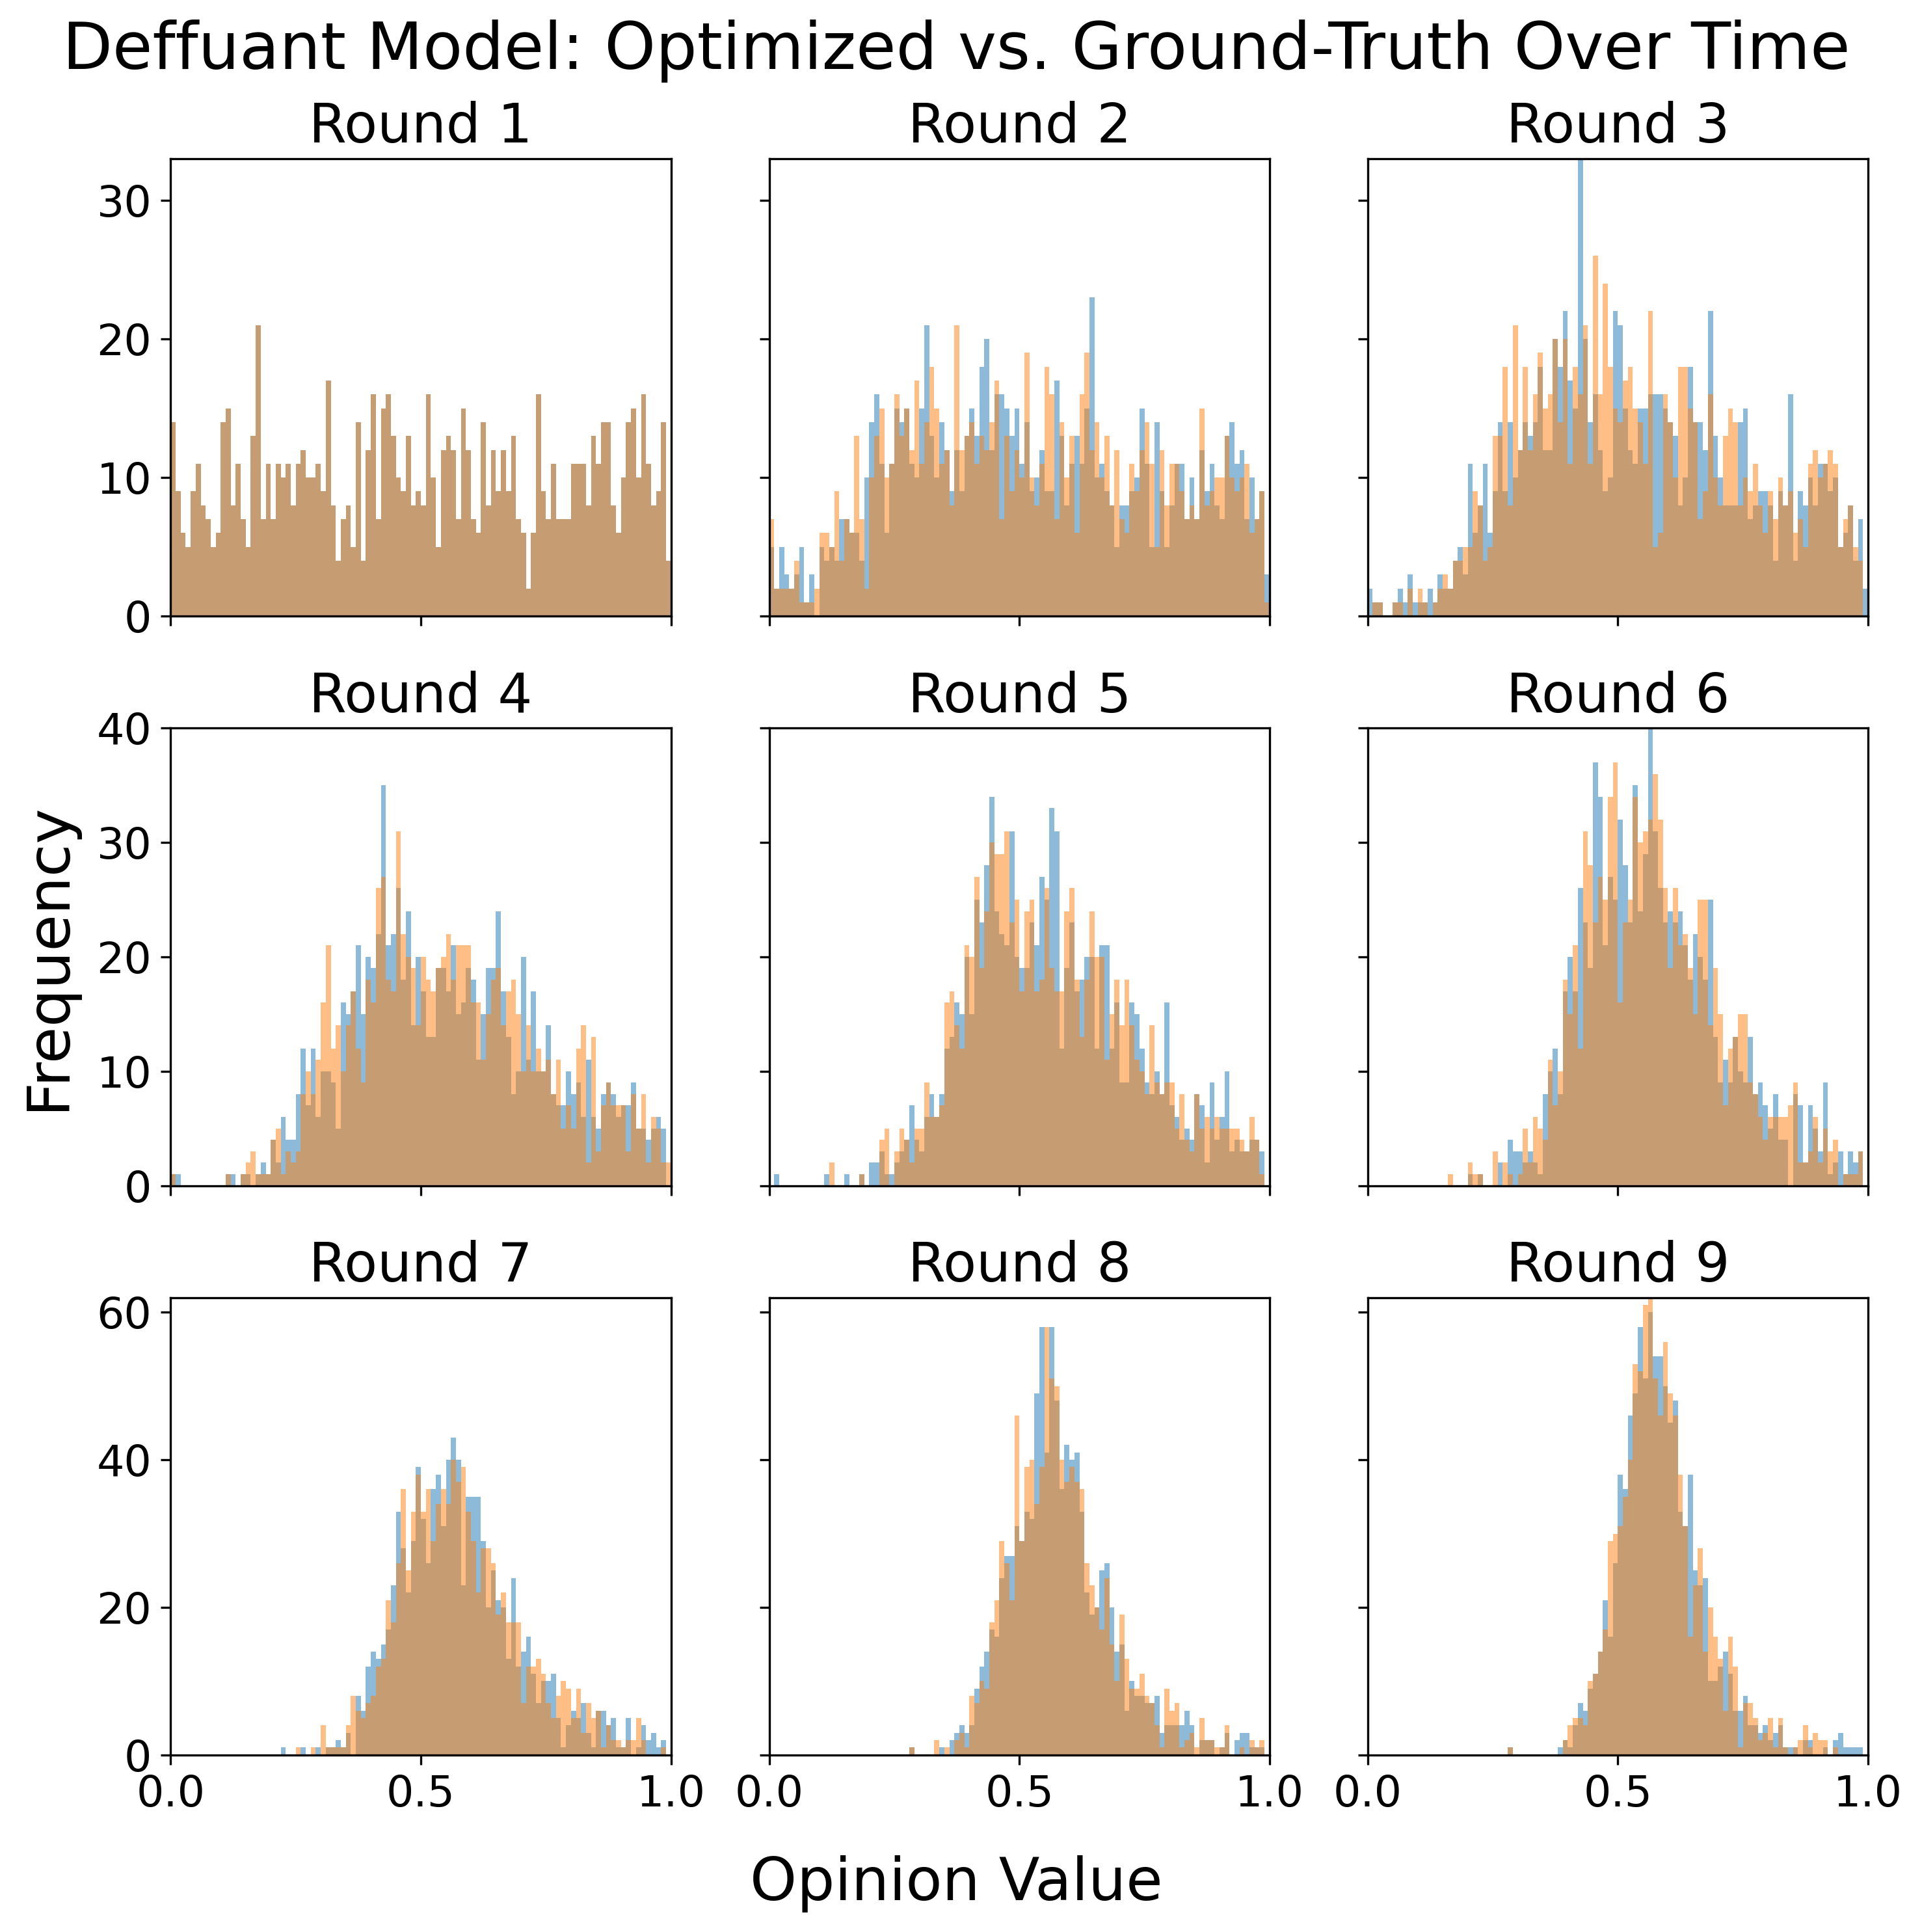 Deffuant Model: Optimized vs. Ground-Truth Over Time
Round 1
Round 2
Round 3
30
20
10
0
Round 4
Round 5
Round 6
40
30
20
10
0
Frequency
Round 7
Round 8
Round 9
60
40
20
0
0.0 0.5 1.0 0.0 0.5 1.0 0.0 0.5 1.0
Opinion Value